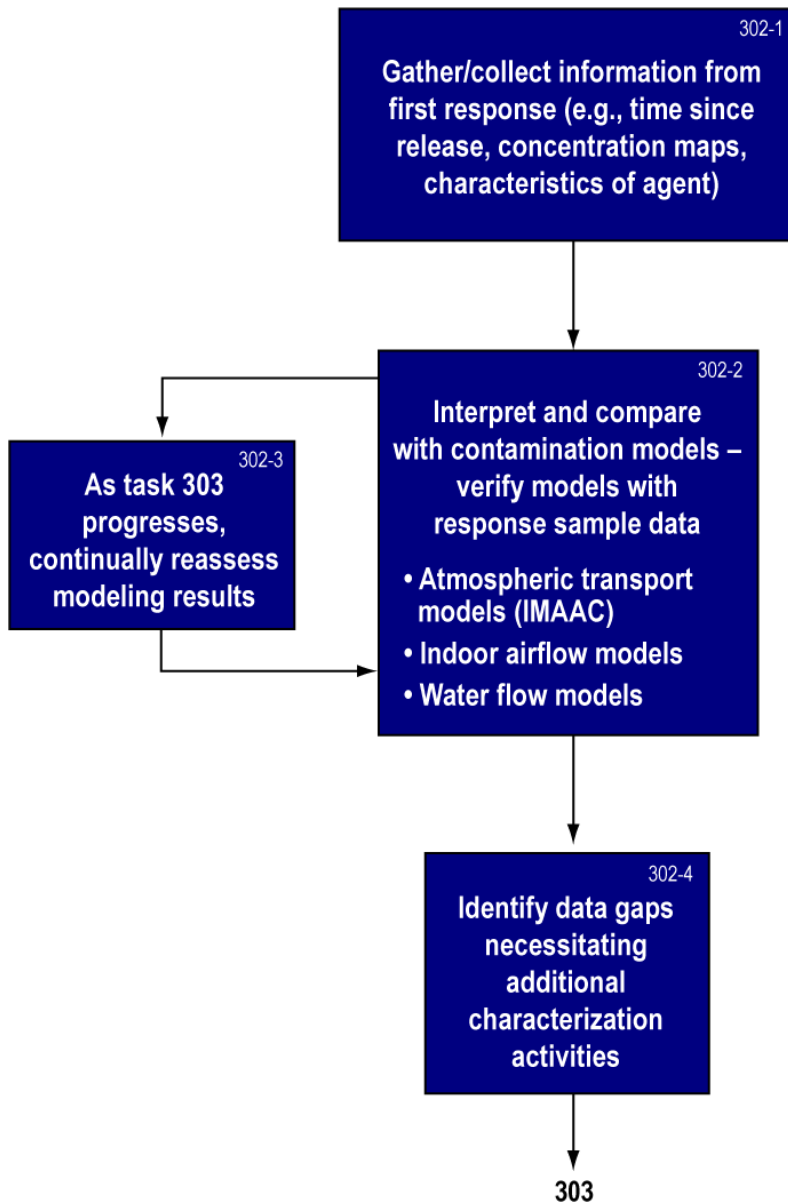 302-1
Gather/collect information from
first response (e.g., time since
release, concentration maps,
characteristics of agent)
302-2
Interpret and compare
with contamination models –
verify models with
response sample data
• Atmospheric transport
models (IMAAC)
• Indoor airflow models
• Water flow models
302-3
As task 303
progresses,
continually reassess
modeling results
302-4
Identify data gaps
necessitating
additional
characterization
activities
303